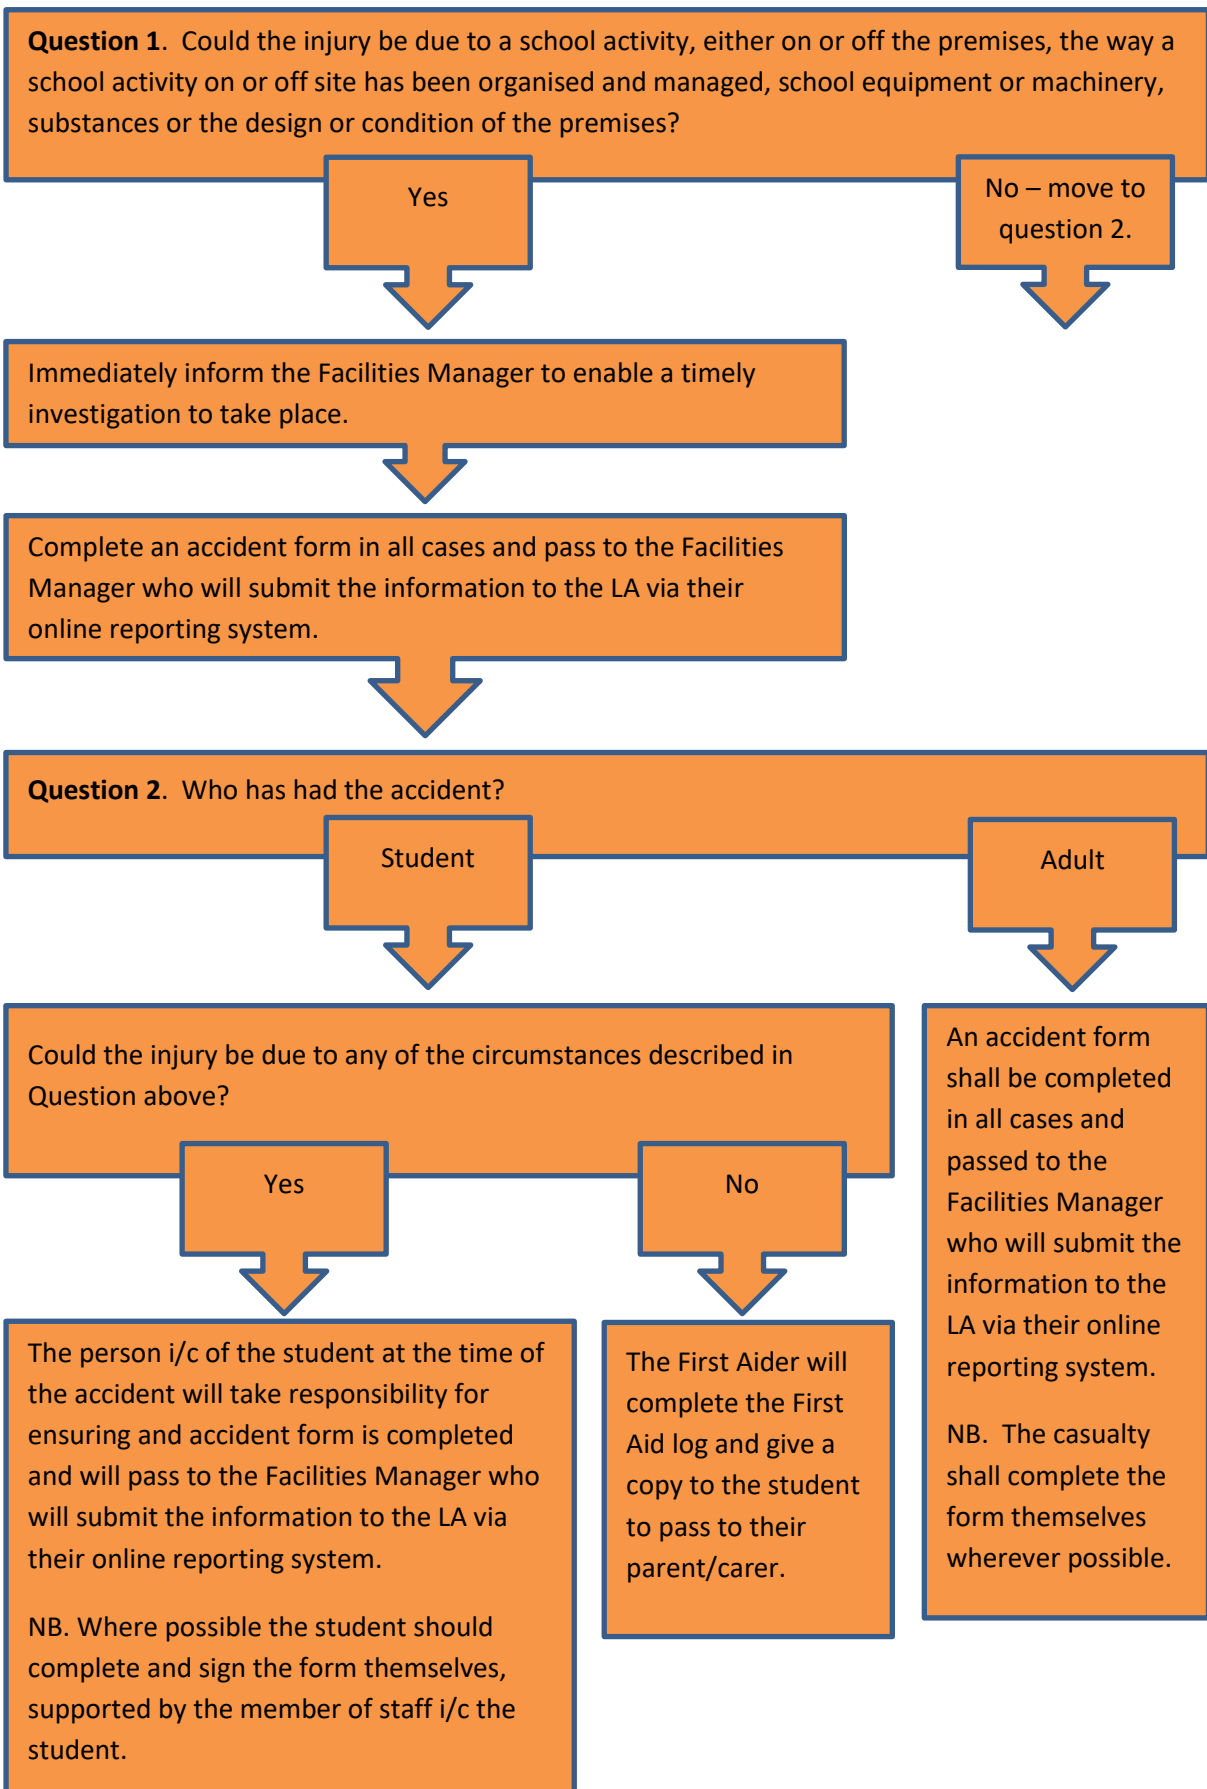 Question 1.  Could the injury be due to a school activity, either on or off the premises, the way a
school activity on or off site has been organised and managed, school equipment or machinery,
substances or the design or condition of the premises?
Yes
No – move to
question 2.
Immediately inform the Facilities Manager to enable a timely
investigation to take place.
Complete an accident form in all cases and pass to the Facilities
Manager who will submit the information to the LA via their
online reporting system.
Question 2.  Who has had the accident?
Student
Adult
Could the injury be due to any of the circumstances described in
Question above?
Yes
No
The person i/c of the student at the time of
the accident will take responsibility for
ensuring and accident form is completed
and will pass to the Facilities Manager who
will submit the information to the LA via
their online reporting system.
NB. Where possible the student should
complete and sign the form themselves,
supported by the member of staff i/c the
student.
The First Aider will
complete the First
Aid log and give a
copy to the student
to pass to their
parent/carer.
An accident form
shall be completed
in all cases and
passed to the
Facilities Manager
who will submit the
information to the
LA via their online
reporting system.
NB.  The casualty
shall complete the
form themselves
wherever possible.